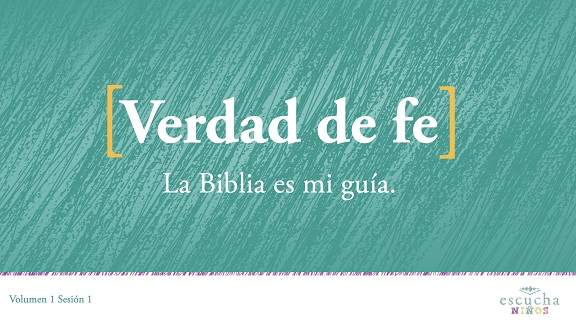 [Verdad de fe]
La Biblia es mi guía.
Volumen 1 Sesión 1
escucha
NIÑOS